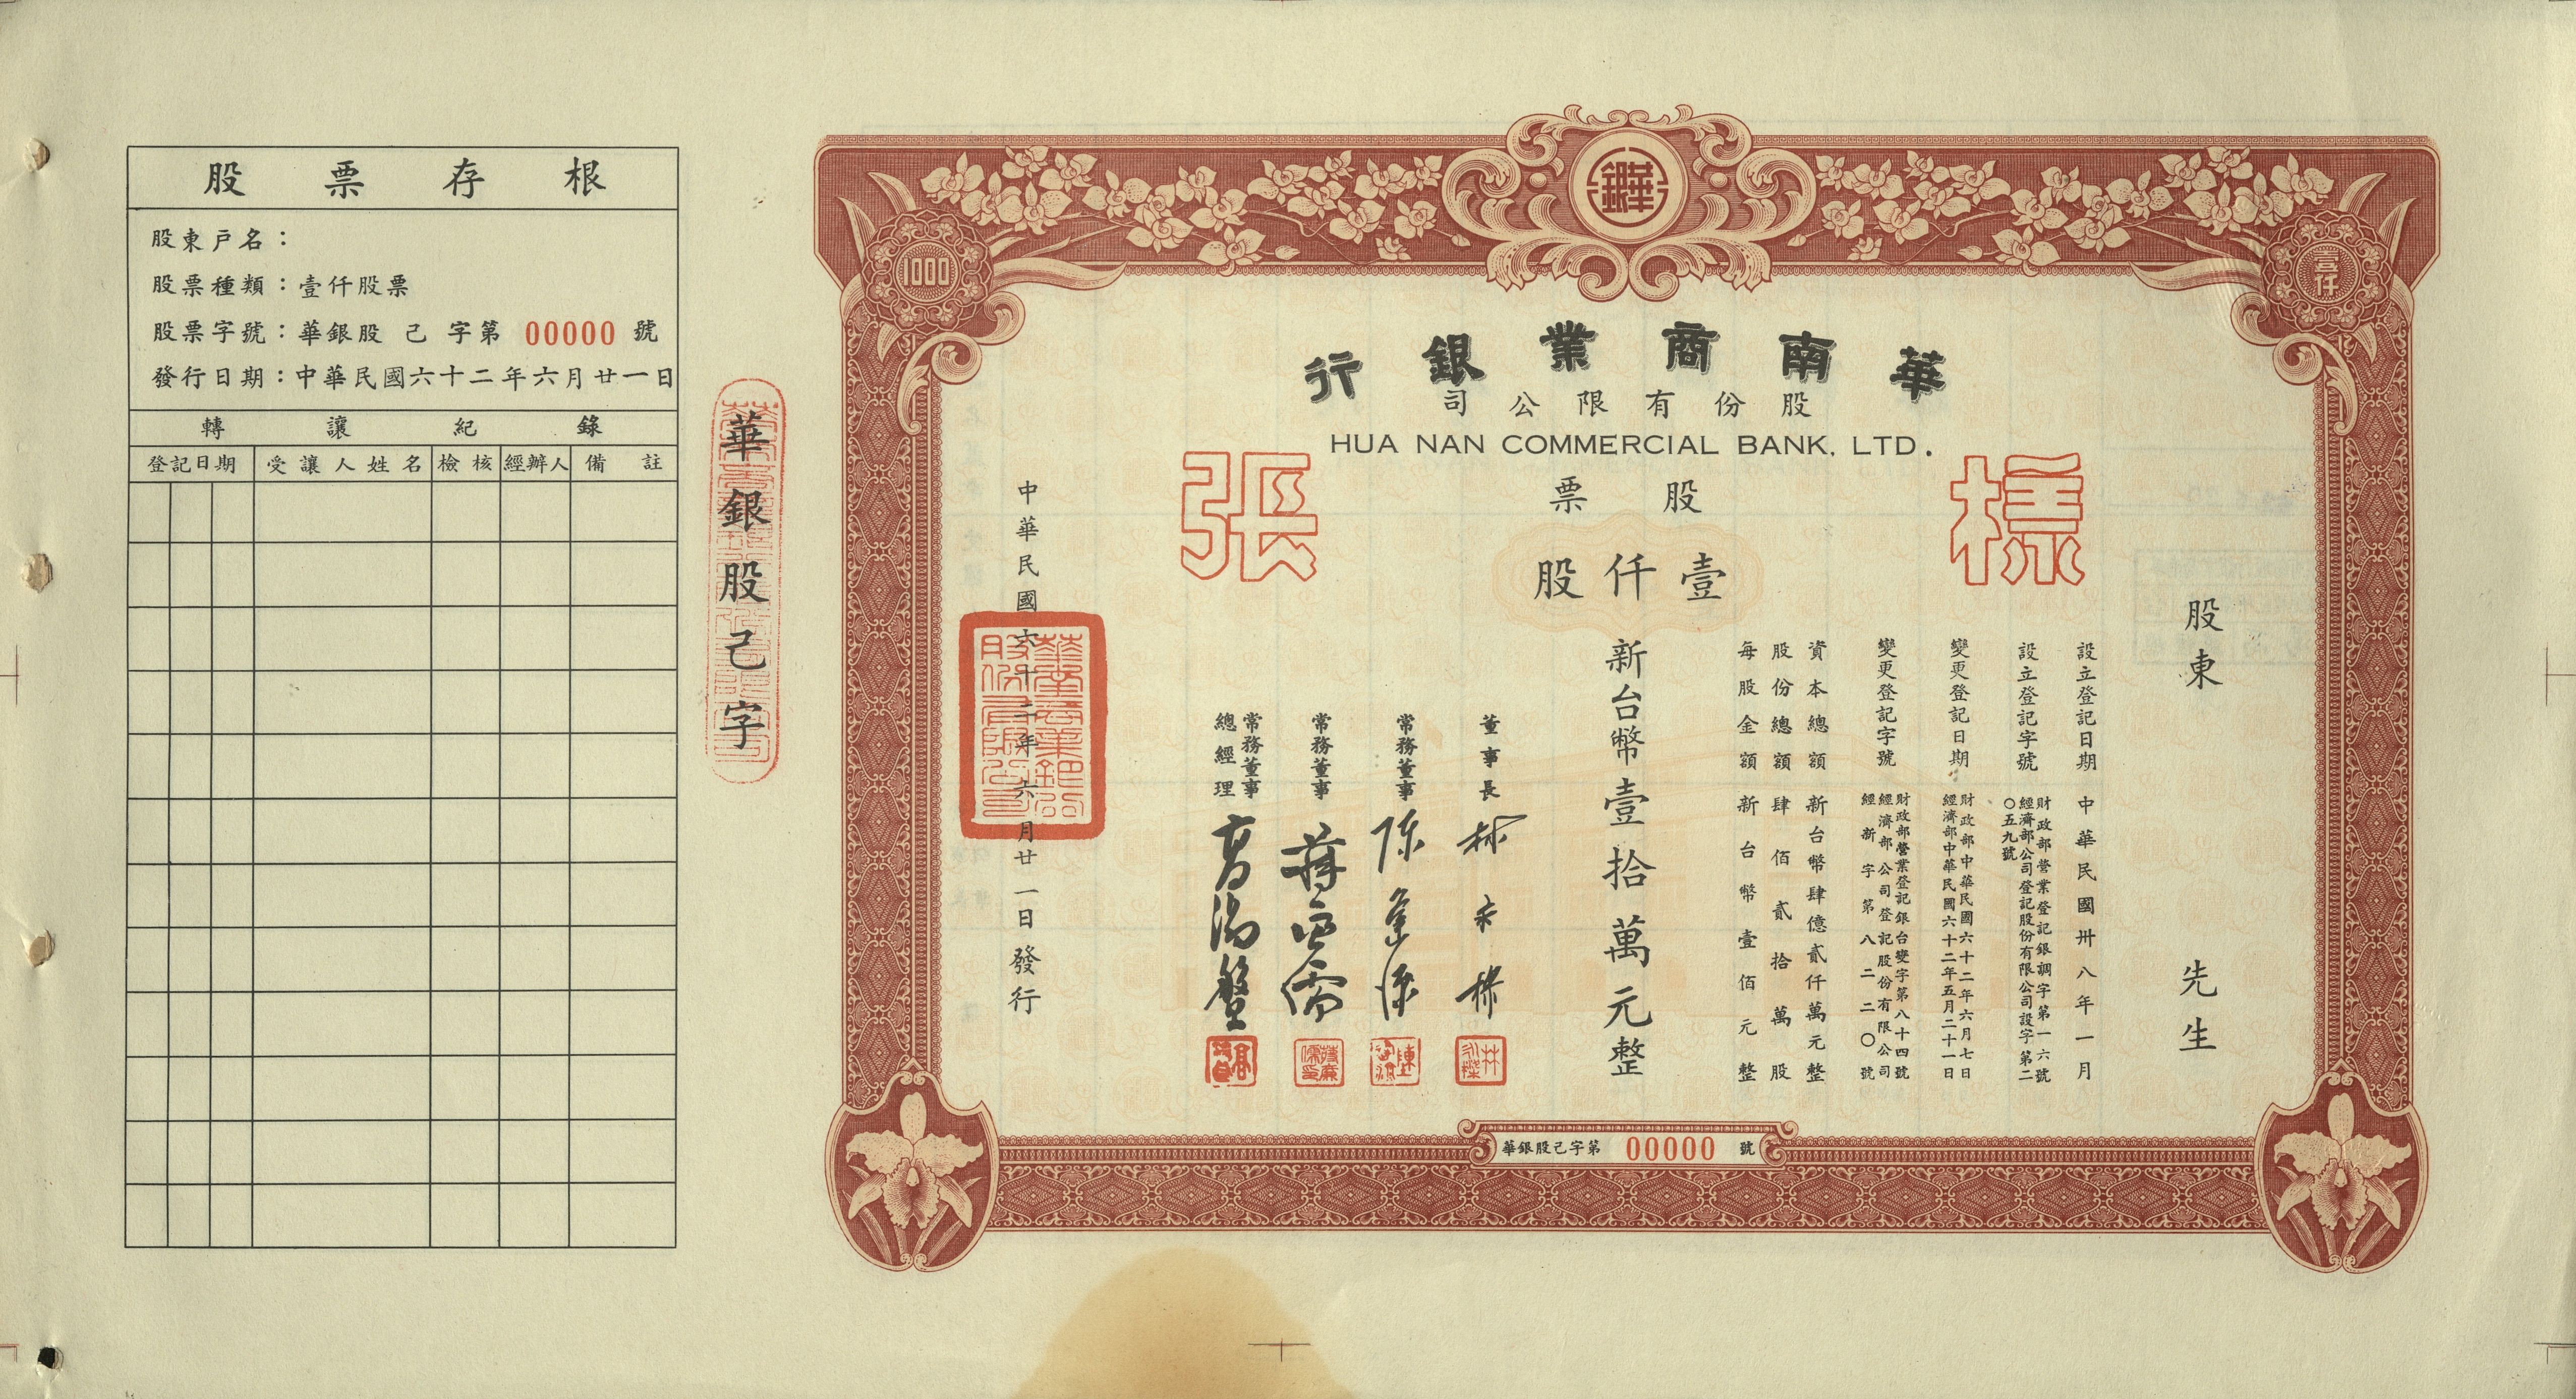 股票存根
股東戶名：
股票種類：壹仟股票
股票字號：華銀股 己 字第 00000 號
發行日期：中華民國六十二年六月廿一日
轉讓紀錄
登記日期 受讓人姓名 檢核 經辦人 備註
華銀股己字
1000
華銀
壹仟
華南商業銀行
股份有限公司
HUA NAN COMMERCIAL BANK, LTD.
樣張
股票
壹仟股
股東 先生
設立登記日期 中華民國卅八年一月
設立登記字號 財政部營業登記銀調字第一六號
經濟部公司登記股份有限公司設字第二
〇五九號
變更登記日期 財政部中華民國六十二年六月七日
經濟部中華民國六十二年五月二十一日
變更登記字號 財政部營業登記銀台變字第八十四號
經濟部公司登記股份有限公司
經新字第八二二〇號
資本總額 新台幣肆億貳仟萬元整
股份總額 肆佰貳拾萬股
每股金額 新台幣壹佰元整
新台幣壹拾萬元整
董事長
常務董事
常務董事
常務董事
總經理
中華民國六十二年六月廿一日發行
華南商業銀行股份有限公司
華銀股己字第 00000 號